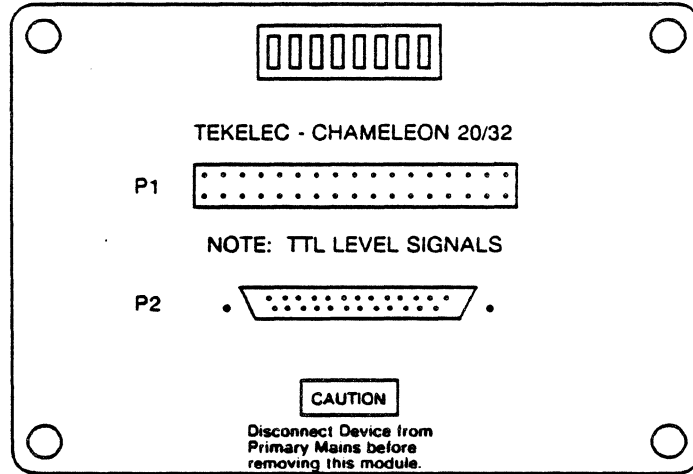 TEKELEC - CHAMELEON 20/32
P1
NOTE: TTL LEVEL SIGNALS
P2
CAUTION
Disconnect Device from
Primary Mains before
removing this module.